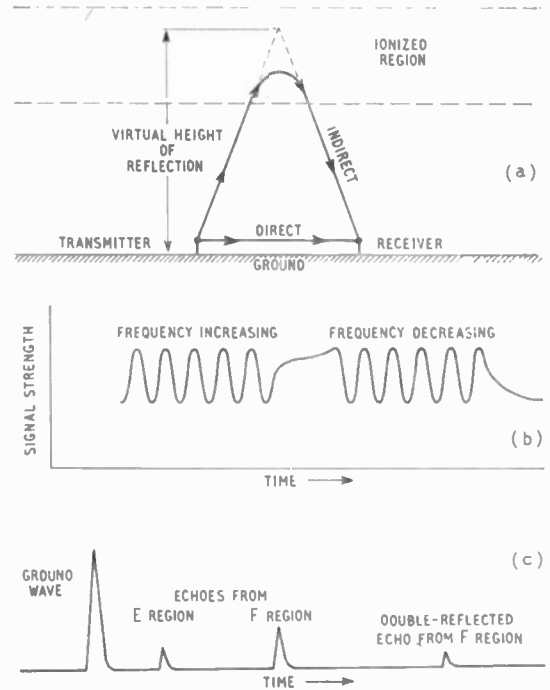 IONIZED
REGION
VIRTUAL HEIGHT
OF
REFLECTION
INDIRECT
(a)
TRANSMITTER
DIRECT
RECEIVER
GROUND
FREQUENCY INCREASING
FREQUENCY DECREASING
SIGNAL STRENGTH
(b)
TIME
(c)
GROUND
WAVE
ECHOES FROM
E REGION
F REGION
DOUBLE-REFLECTED
ECHO FROM F REGION
TIME